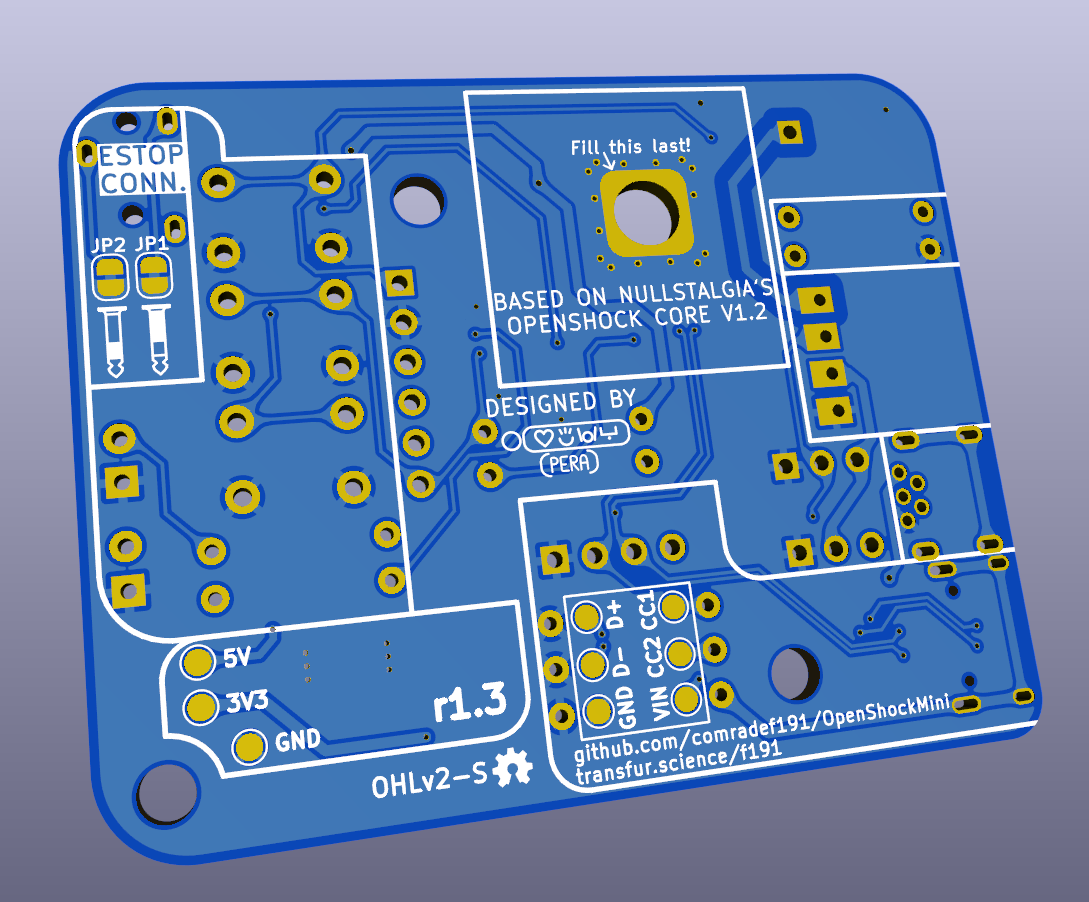 Fill this last!
ESTOP
CONN.
JP2 JP1
BASED ON NULLSTALGIA'S
OPENSHOCK CORE V1.2
DESIGNED BY
(PERA)
D+ CC1
D- CC2
GND VIN
5V
3V3
GND
r1.3
OHLv2-S
github.com/comradef191/OpenShockMini
transfur.science/f191